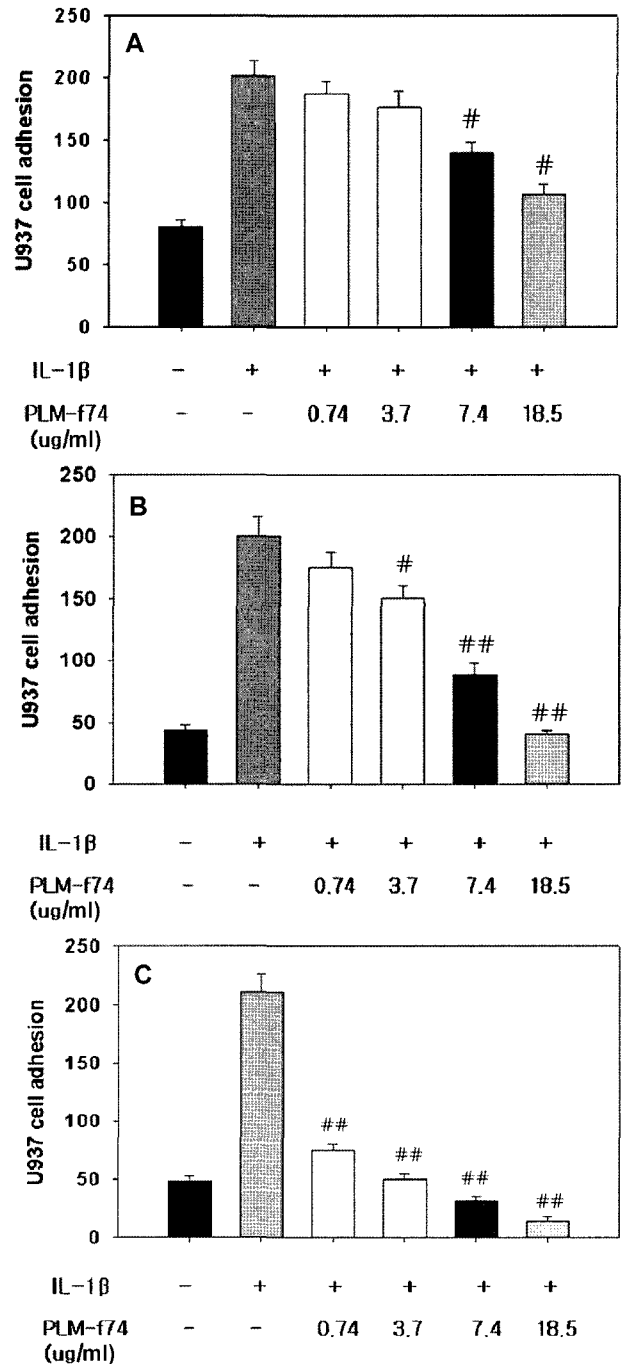 A
U937 cell adhesion
250
200
150
100
50
0
#
#
IL-1β - + + + + +
PLM-f74 - - 0.74 3.7 7.4 18.5
(ug/ml)
B
U937 cell adhesion
250
200
150
100
50
0
#
##
##
IL-1β - + + + + +
PLM-f74 - - 0.74 3.7 7.4 18.5
(ug/ml)
C
U937 cell adhesion
250
200
150
100
50
0
##
##
##
##
IL-1β - + + + + +
PLM-f74 - - 0.74 3.7 7.4 18.5
(ug/ml)